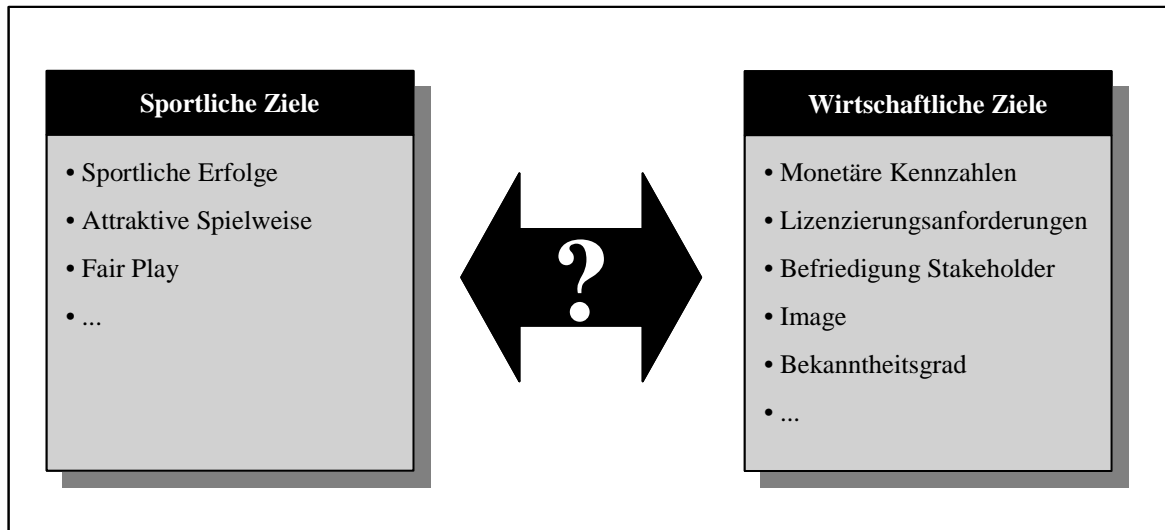 Sportliche Ziele
• Sportliche Erfolge
• Attraktive Spielweise
• Fair Play
• ...
?
Wirtschaftliche Ziele
• Monetäre Kennzahlen
• Lizenzierungsanforderungen
• Befriedigung Stakeholder
• Image
• Bekanntheitsgrad
• ...